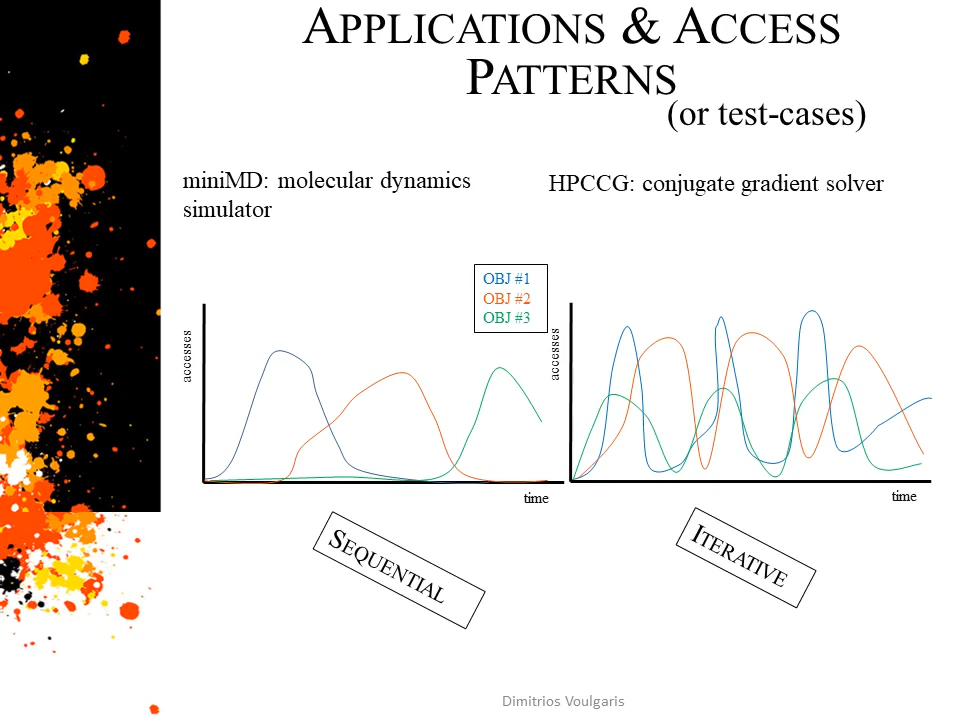 APPLICATIONS & ACCESS
PATTERNS
(or test-cases)
miniMD: molecular dynamics
simulator
HPCCG: conjugate gradient solver
OBJ #1
OBJ #2
OBJ #3
accesses
accesses
time
time
SEQUENTIAL
ITERATIVE
Dimitrios Voulgaris